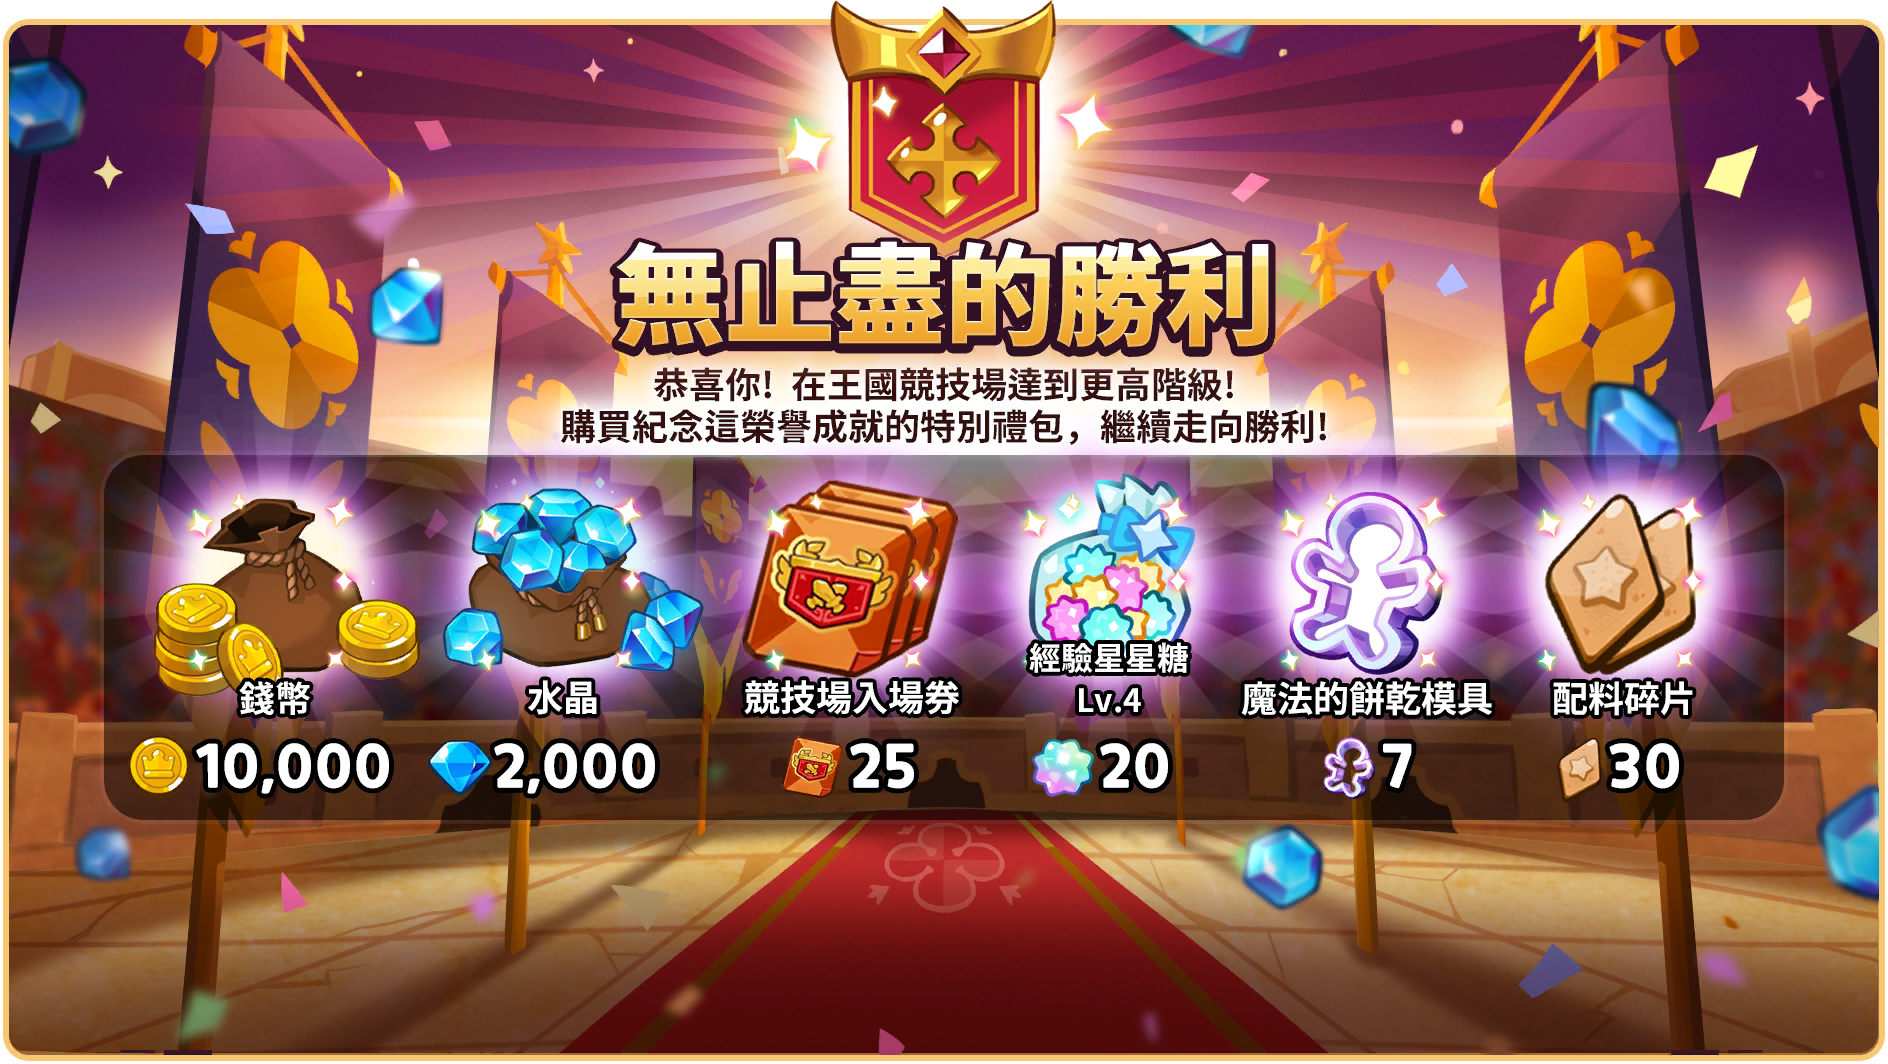 無止盡的勝利
恭喜你! 在王國競技場達到更高階級!
購買紀念這榮譽成就的特別禮包，繼續走向勝利!
錢幣
水晶
競技場入場券
經驗星星糖
Lv.4
魔法的餅乾模具
配料碎片
10,000
2,000
25
20
7
30